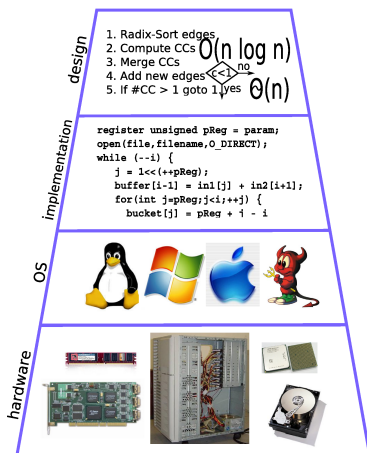 design
1. Radix-Sort edges
2. Compute CCs
3. Merge CCs
4. Add new edges
5. If #CC > 1 goto 1
O(n log n)
c<1
no
yes
Θ(n)
implementation
register unsigned pReg = param;
open(file,filename,O_DIRECT);
while (--i) {
j = 1<<(++pReg);
buffer[i-1] = in1[j] + in2[i+1];
for(int j=pReg;j<i;++j) {
bucket[j] = pReg + j - i
OS
hardware